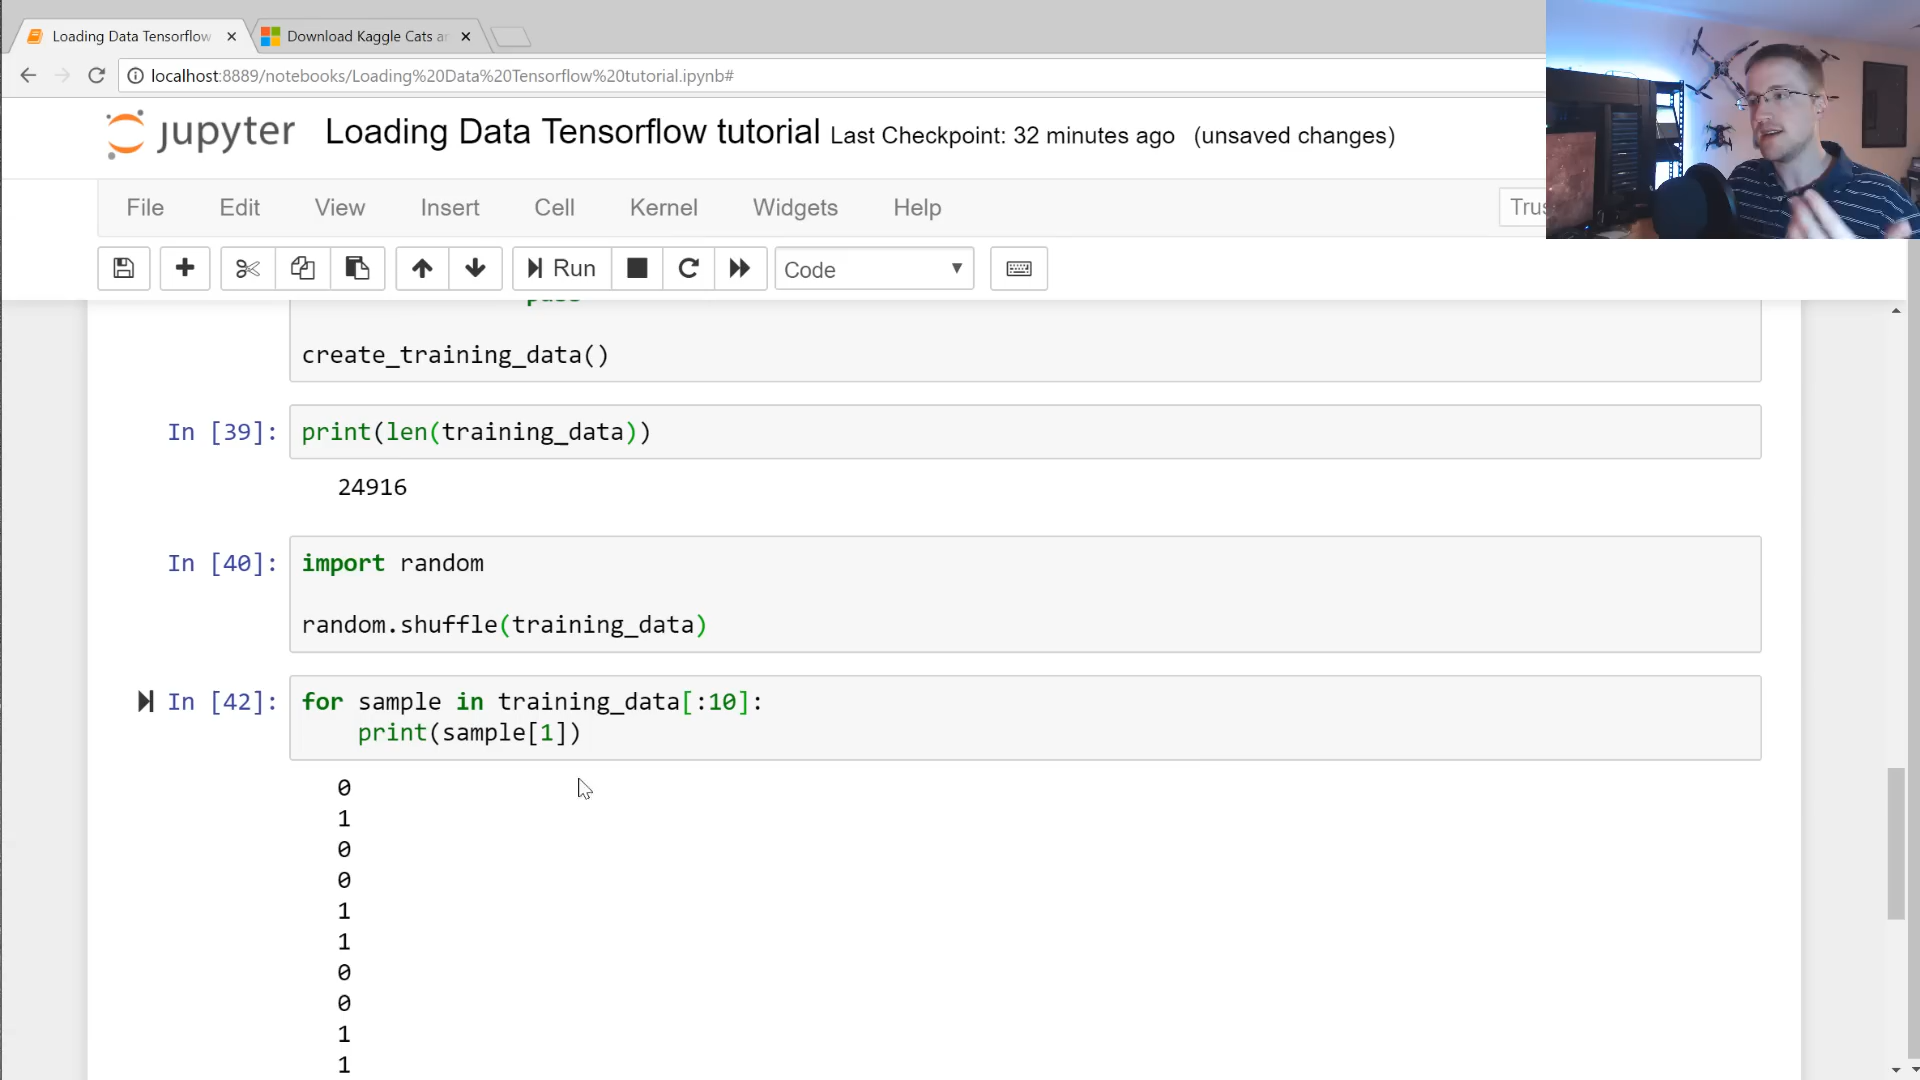 Loading Data Tensorflow
Download Kaggle Cats a
localhost:8889/notebooks/Loading%20Data%20Tensorflow%20tutorial.ipynb#
jupyter Loading Data Tensorflow tutorial Last Checkpoint: 32 minutes ago (unsaved changes)
File Edit View Insert Cell Kernel Widgets Help Trus
Run Code
pass
create_training_data()
In [39]: print(len(training_data))
24916
In [40]: import random
random.shuffle(training_data)
In [42]: for sample in training_data[:10]:
print(sample[1])
0
1
0
0
1
1
0
0
1
1